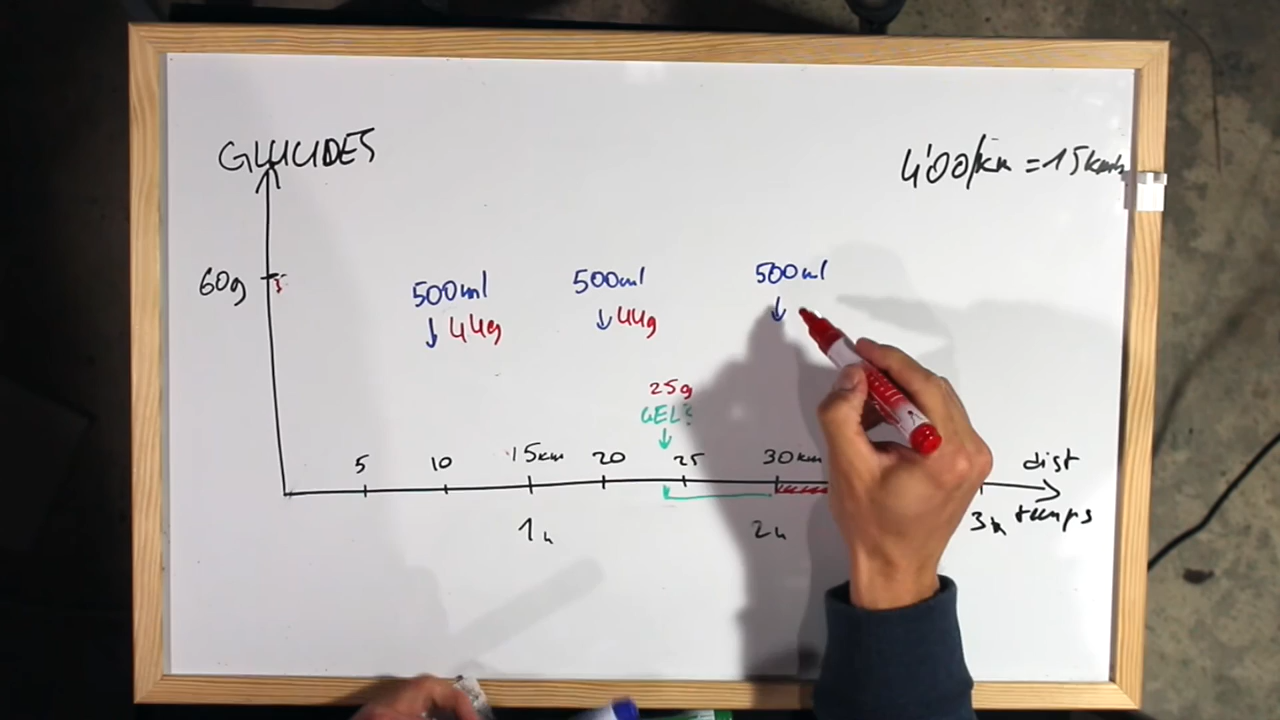 GLUCIDES
4'00/km = 15km/h
60g
500ml
↓ 44g
500ml
↓ 44g
500ml
↓
25g
GELS
↓
5 10 15km 20 25 30km
dist
temps
1h 2h 3h